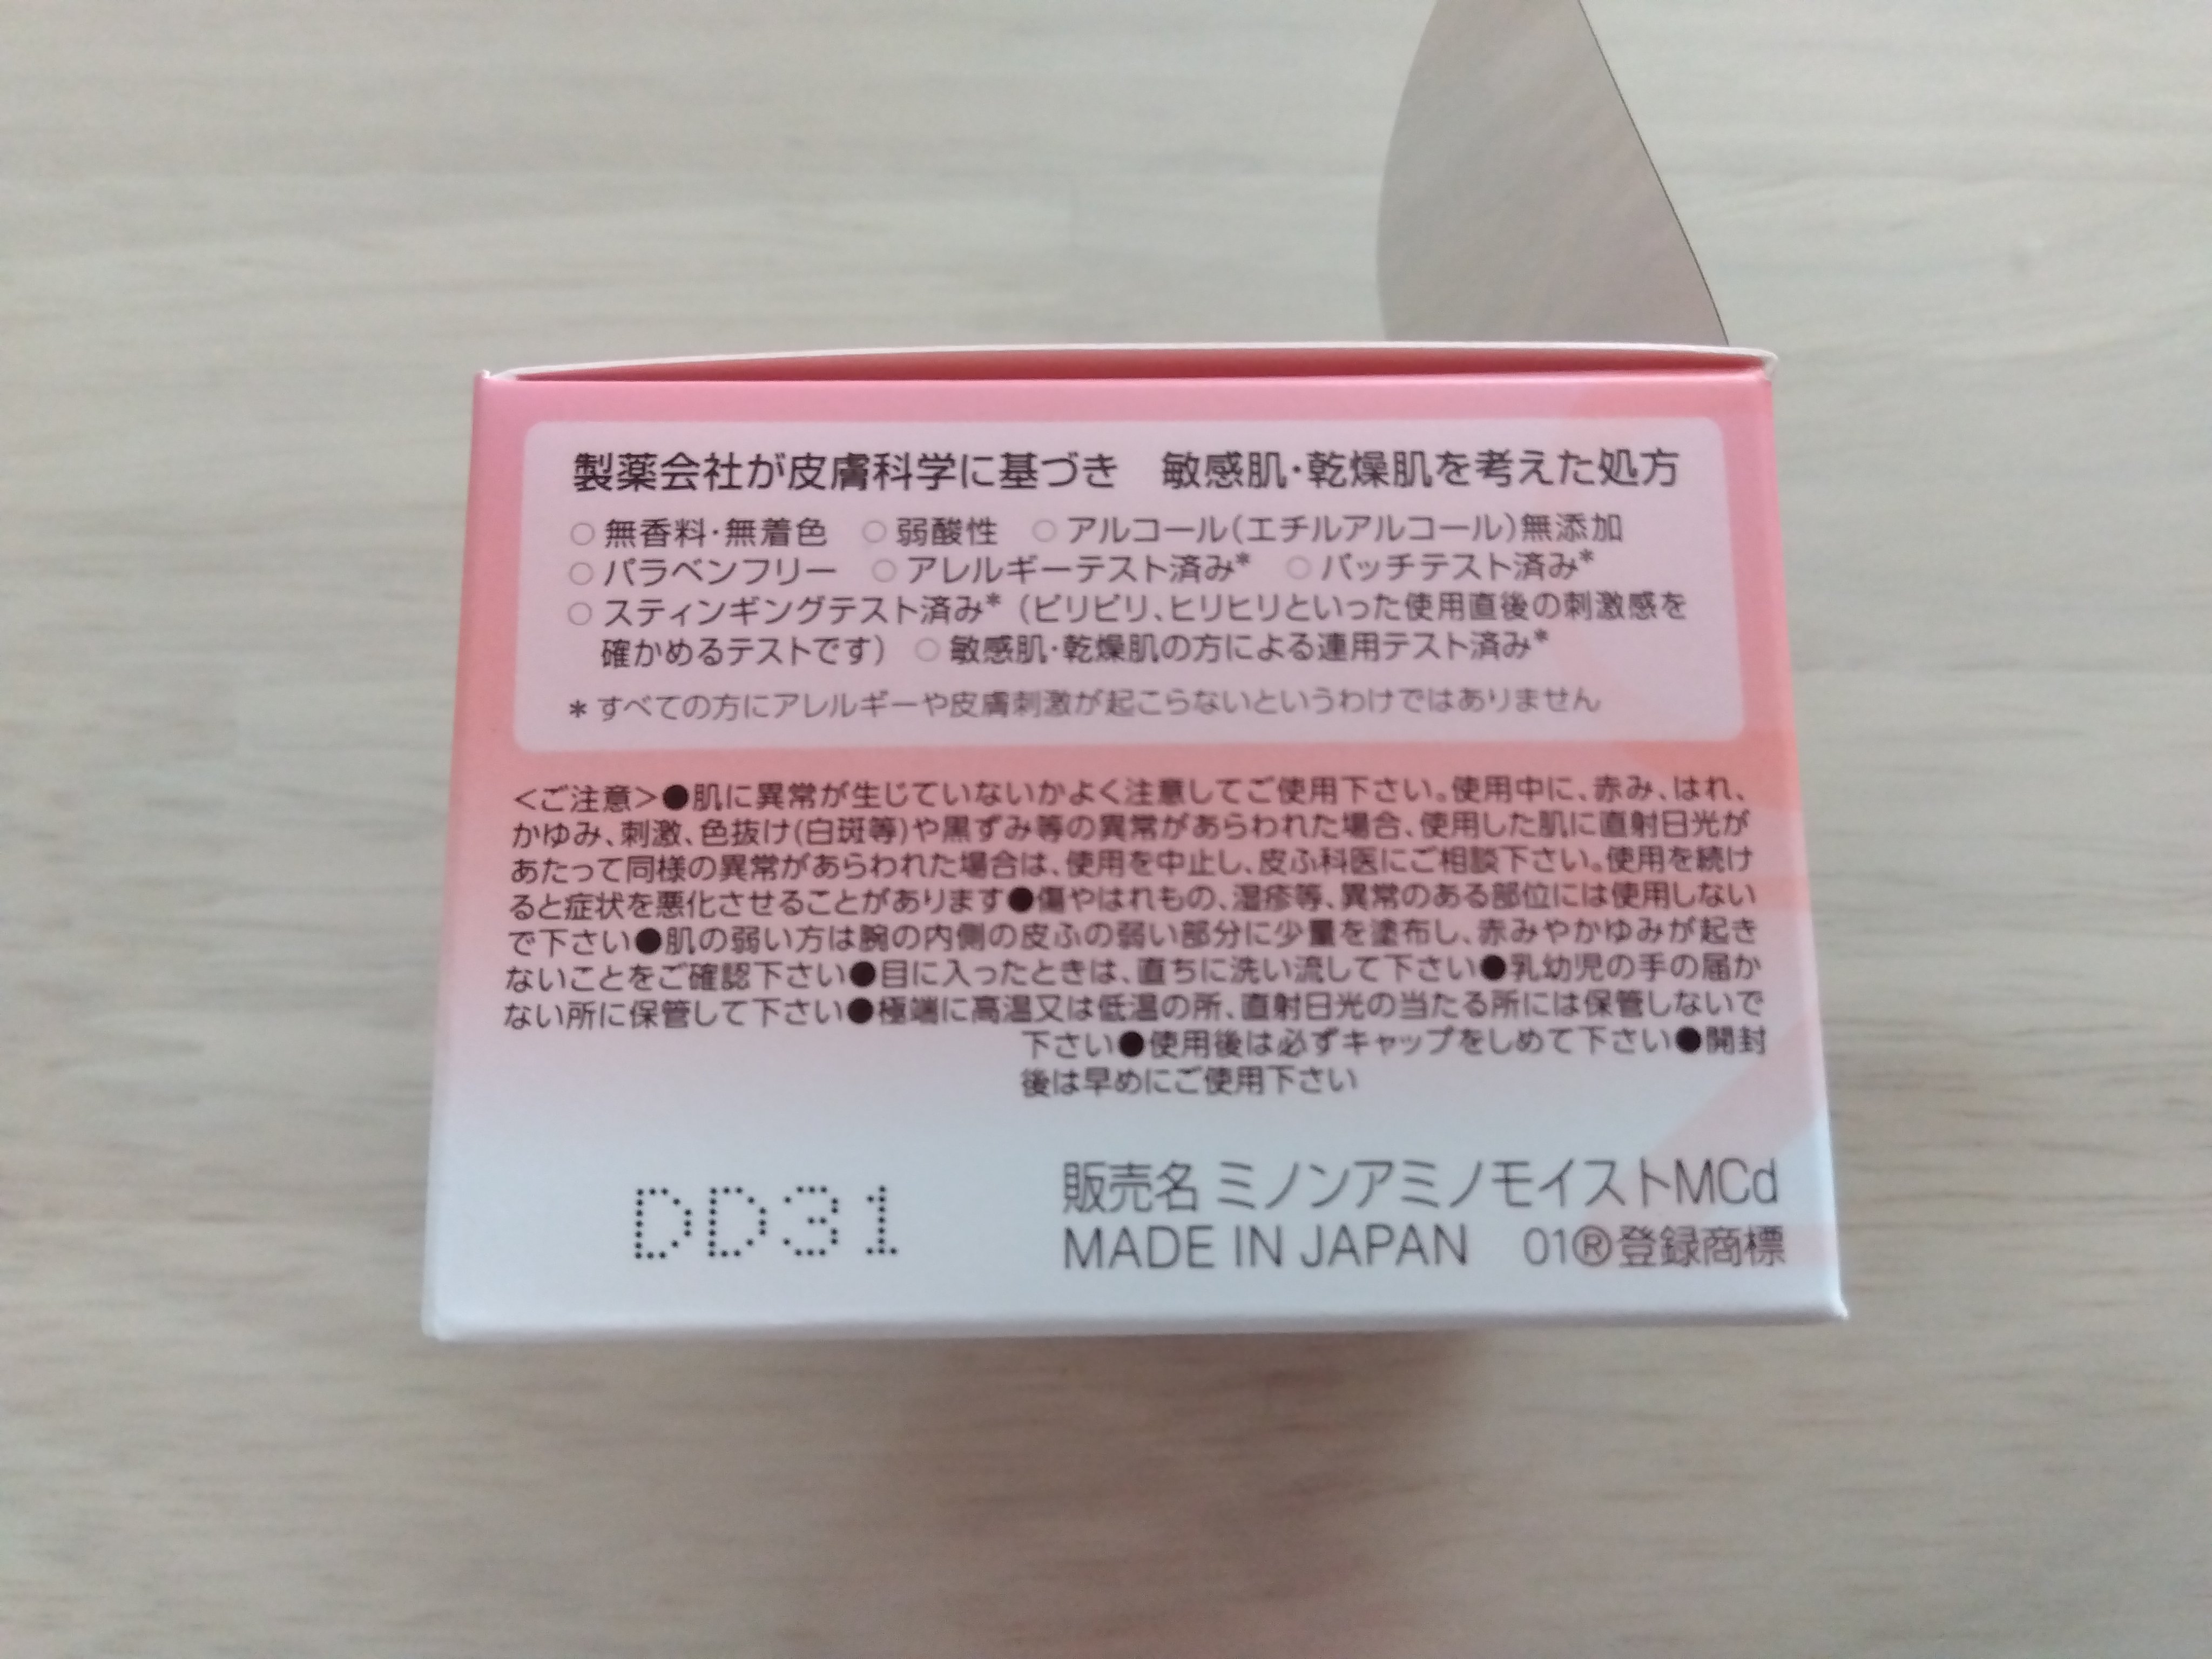 製薬会社が皮膚科学に基づき　敏感肌・乾燥肌を考えた処方
○ 無香料・無着色　○ 弱酸性　○ アルコール(エチルアルコール)無添加
○ パラベンフリー　○ アレルギーテスト済み*　○ パッチテスト済み*
○ スティンギングテスト済み*（ピリピリ、ヒリヒリといった使用直後の刺激感を
確かめるテストです）　○ 敏感肌・乾燥肌の方による連用テスト済み*
* すべての方にアレルギーや皮膚刺激が起こらないというわけではありません
<ご注意>●肌に異常が生じていないかよく注意してご使用下さい。使用中に、赤み、はれ、
かゆみ、刺激、色抜け(白斑等)や黒ずみ等の異常があらわれた場合、使用した肌に直射日光が
あたって同様の異常があらわれた場合は、使用を中止し、皮ふ科医にご相談下さい。使用を続け
ると症状を悪化させることがあります●傷やはれもの、湿疹等、異常のある部位には使用しない
で下さい●肌の弱い方は腕の内側の皮ふの弱い部分に少量を塗布し、赤みやかゆみが起き
ないことをご確認下さい●目に入ったときは、直ちに洗い流して下さい●乳幼児の手の届か
ない所に保管して下さい●極端に高温又は低温の所、直射日光の当たる所には保管しないで
下さい●使用後は必ずキャップをしめて下さい●開封
後は早めにご使用下さい
DD31
販売名 ミノンアミノモイストMCd
MADE IN JAPAN　01®登録商標